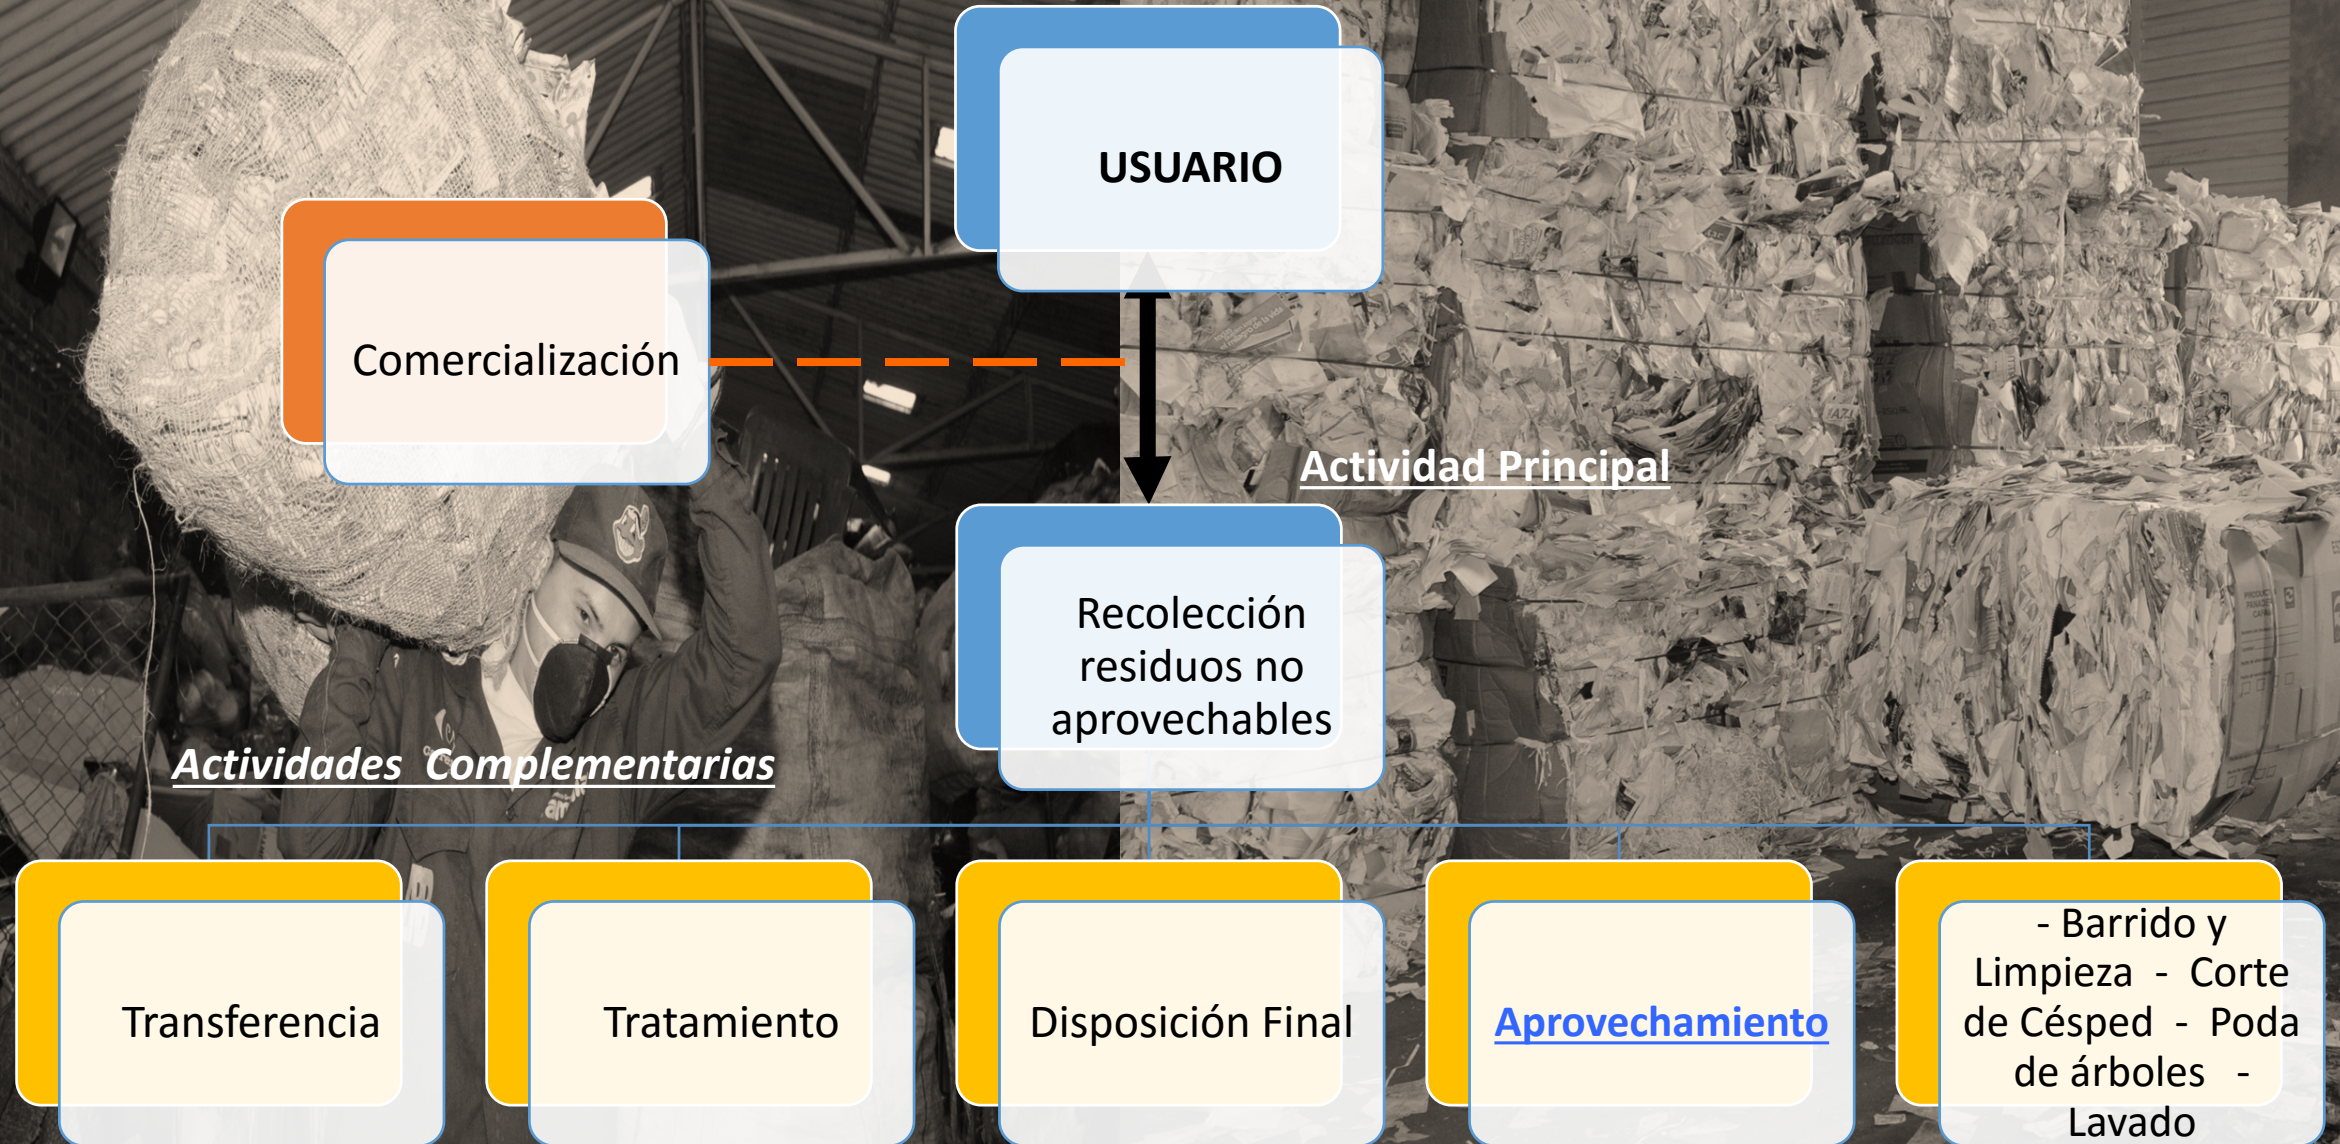 USUARIO
Comercialización
Actividad Principal
Recolección
residuos no
aprovechables
Actividades Complementarias
Transferencia
Tratamiento
Disposición Final
Aprovechamiento
- Barrido y
Limpieza - Corte
de Césped - Poda
de árboles -
Lavado